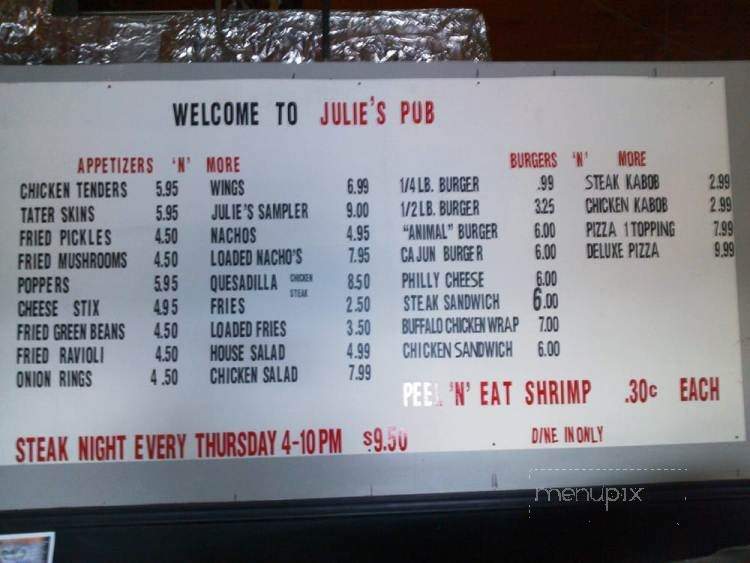 WELCOME TO JULIE'S PUB
APPETIZERS 'N' MORE
CHICKEN TENDERS 5.95
TATER SKINS 5.95
FRIED PICKLES 4.50
FRIED MUSHROOMS 4.50
POPPERS 5.95
CHEESE STIX 4.95
FRIED GREEN BEANS 4.50
FRIED RAVIOLI 4.50
ONION RINGS 4.50
WINGS 6.99
JULIE'S SAMPLER 9.00
NACHOS 4.95
LOADED NACHO'S 7.95
QUESADILLA CHICKEN STEAK 8.50
FRIES 2.50
LOADED FRIES 3.50
HOUSE SALAD 4.99
CHICKEN SALAD 7.99
BURGERS 'N' MORE
1/4 LB. BURGER .99
1/2 LB. BURGER 3.25
"ANIMAL" BURGER 6.00
CAJUN BURGER 6.00
PHILLY CHEESE 6.00
STEAK SANDWICH 6.00
BUFFALO CHICKEN WRAP 7.00
CHICKEN SANDWICH 6.00
STEAK KABOB 2.99
CHICKEN KABOB 2.99
PIZZA 1 TOPPING 7.99
DELUXE PIZZA 9.99
PEEL 'N' EAT SHRIMP .30c EACH
STEAK NIGHT EVERY THURSDAY 4-10 PM $9.50
DINE IN ONLY
menupix